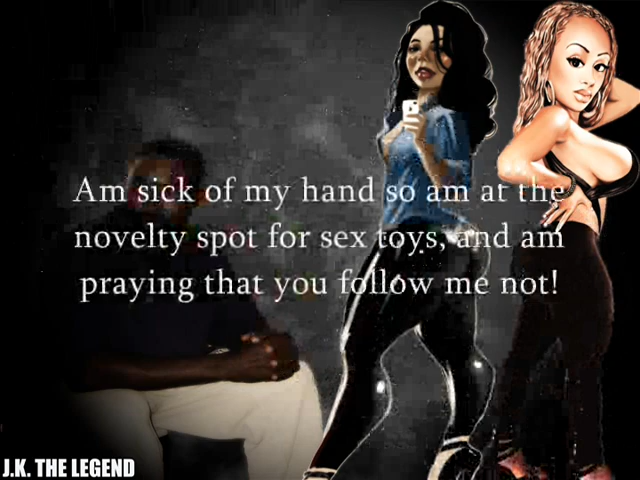 Am sick of my hand so am at the
novelty spot for sex toys, and am
praying that you follow me not!
J.K. THE LEGEND